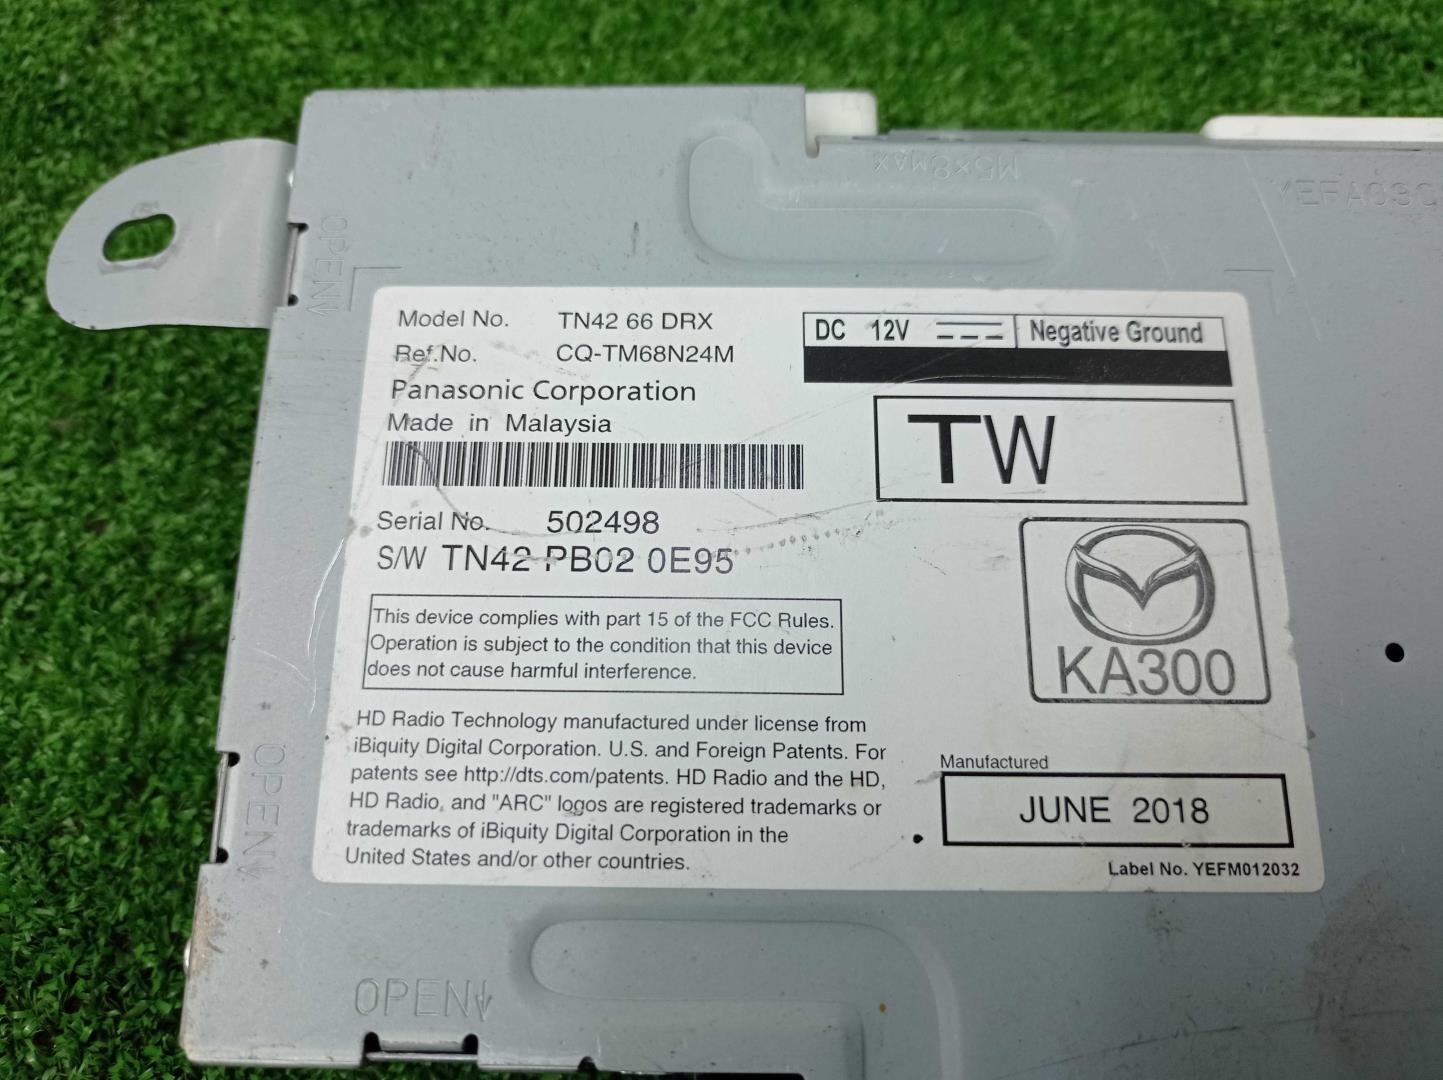 M5×8MAX
OPEN
Model No. TN42 66 DRX
Ref.No. CQ-TM68N24M
Panasonic Corporation
Made in Malaysia
DC 12V Negative Ground
TW
Serial No. 502498
S/W TN42 PB02 0E95
KA300
This device complies with part 15 of the FCC Rules.
Operation is subject to the condition that this device
does not cause harmful interference.
HD Radio Technology manufactured under license from
iBiquity Digital Corporation. U.S. and Foreign Patents. For
patents see http://dts.com/patents. HD Radio and the HD,
HD Radio, and "ARC" logos are registered trademarks or
trademarks of iBiquity Digital Corporation in the
United States and/or other countries.
Manufactured
JUNE 2018
Label No. YEFM012032
OPEN
OPEN